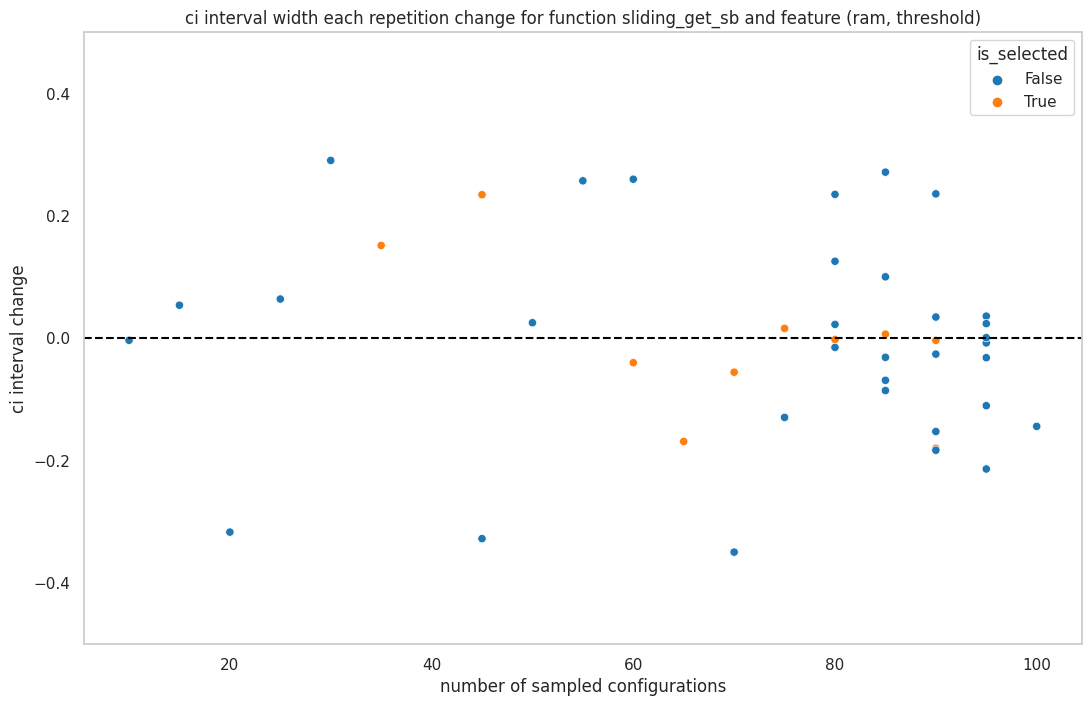 ci interval width each repetition change for function sliding_get_sb and feature (ram, threshold)
is_selected
False
True
ci interval change
0.4
0.2
0.0
−0.2
−0.4
20
40
60
80
100
number of sampled configurations